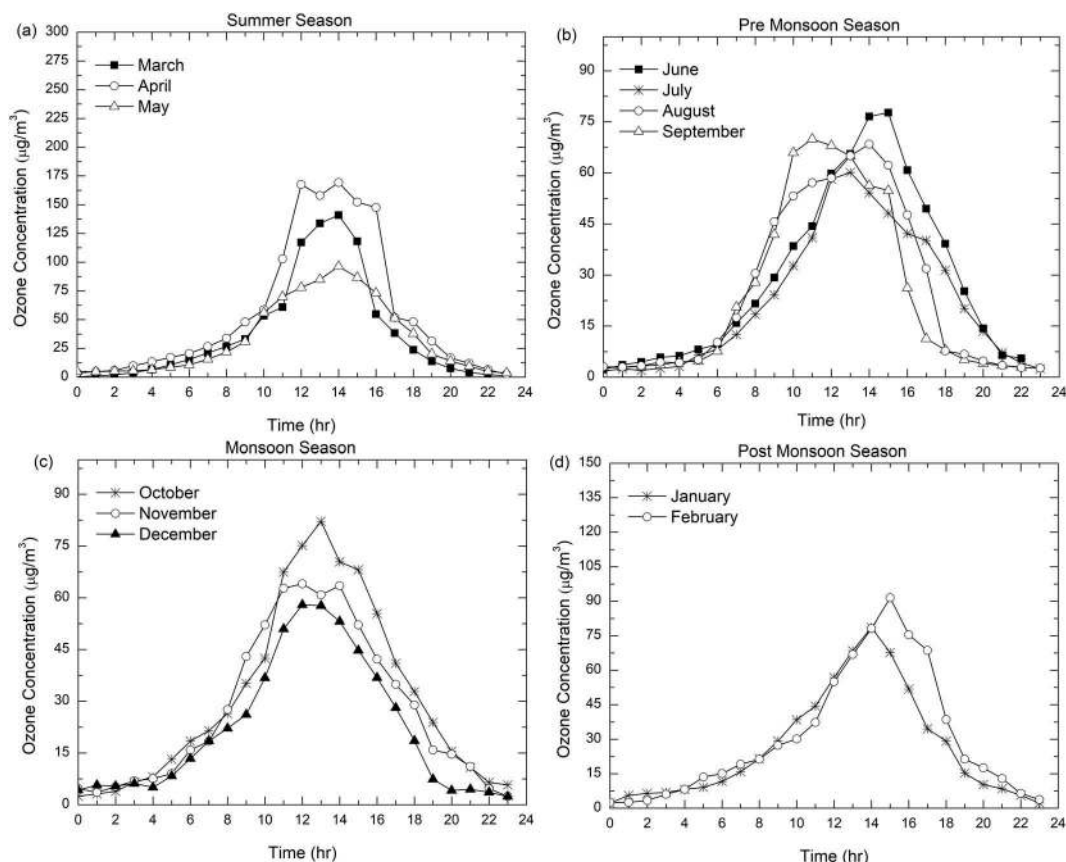 (a)
Summer Season
March
April
May
Ozone Concentration (µg/m³)
300
275
250
225
200
175
150
125
100
75
50
25
0
0 2 4 6 8 10 12 14 16 18 20 22 24
Time (hr)
(b)
Pre Monsoon Season
June
July
August
September
Ozone Concentration (µg/m³)
90
75
60
45
30
15
0
0 2 4 6 8 10 12 14 16 18 20 22 24
Time (hr)
(c)
Monsoon Season
October
November
December
Ozone Concentration (µg/m³)
90
75
60
45
30
15
0
0 2 4 6 8 10 12 14 16 18 20 22 24
Time (hr)
(d)
Post Monsoon Season
January
February
Ozone Concentration (µg/m³)
150
135
120
105
90
75
60
45
30
15
0
0 2 4 6 8 10 12 14 16 18 20 22 24
Time (hr)